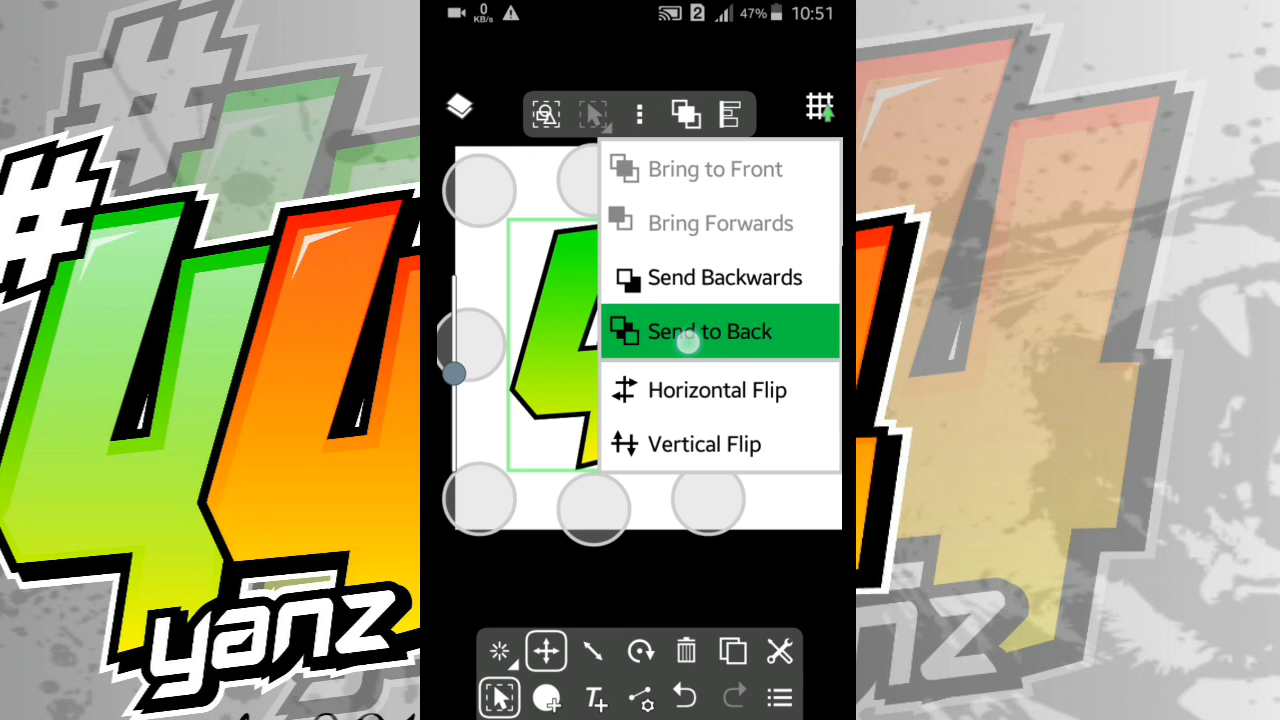 0 KB/s 2 47% 10:51
Bring to Front
Bring Forwards
Send Backwards
Send to Back
Horizontal Flip
Vertical Flip
#44
yanz